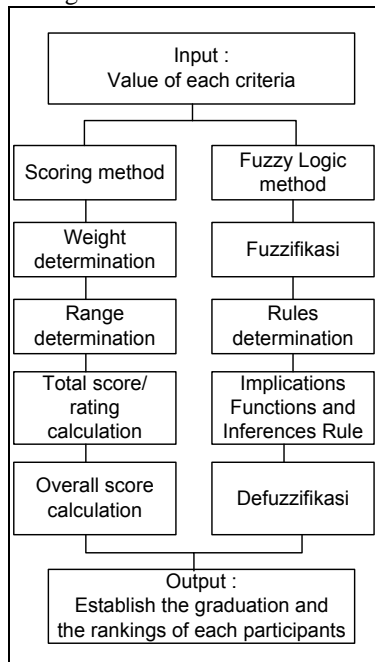 Input :
Value of each criteria
Scoring method
Weight
determination
Range
determination
Total score/
rating
calculation
Overall score
calculation
Fuzzy Logic
method
Fuzzifikasi
Rules
determination
Implications
Functions and
Inferences Rule
Defuzzifikasi
Output :
Establish the graduation and
the rankings of each participants